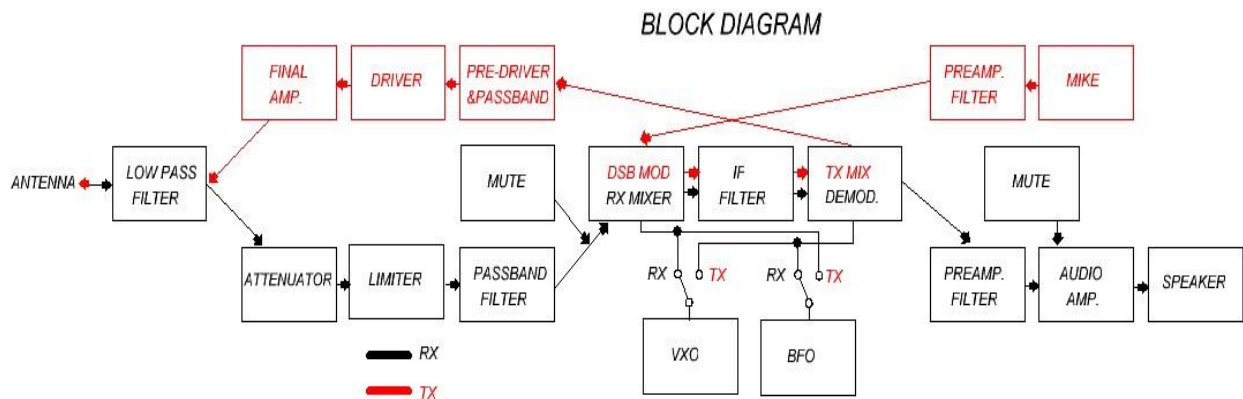 BLOCK DIAGRAM
FINAL
AMP.
DRIVER
PRE-DRIVER
&PASSBAND
PREAMP.
FILTER
MIKE
ANTENNA
LOW PASS
FILTER
MUTE
DSB MOD
RX MIXER
IF
FILTER
TX MIX
DEMOD.
MUTE
ATTENUATOR
LIMITER
PASSBAND
FILTER
RX
TX
RX
TX
PREAMP.
FILTER
AUDIO
AMP.
SPEAKER
VXO
BFO
RX
TX